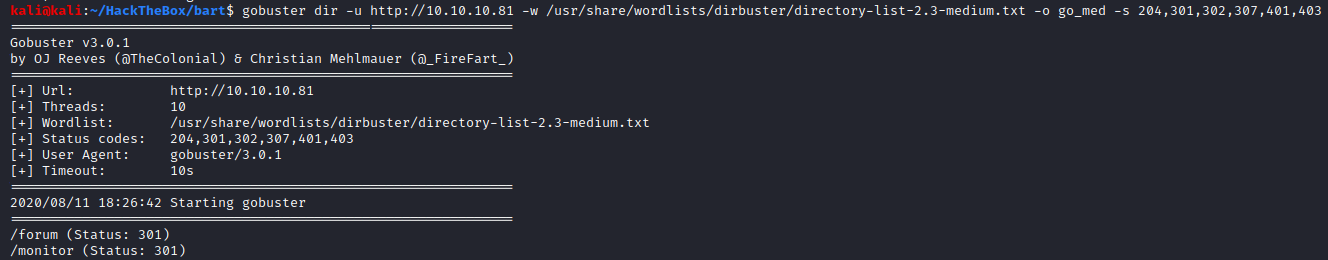 kali@kali:~/HackTheBox/bart$ gobuster dir -u http://10.10.10.81 -w /usr/share/wordlists/dirbuster/directory-list-2.3-medium.txt -o go_med -s 204,301,302,307,401,403
===============================================================
Gobuster v3.0.1
by OJ Reeves (@TheColonial) & Christian Mehlmauer (@_FireFart_)
===============================================================
[+] Url:            http://10.10.10.81
[+] Threads:        10
[+] Wordlist:       /usr/share/wordlists/dirbuster/directory-list-2.3-medium.txt
[+] Status codes:   204,301,302,307,401,403
[+] User Agent:     gobuster/3.0.1
[+] Timeout:        10s
===============================================================
2020/08/11 18:26:42 Starting gobuster
===============================================================
/forum (Status: 301)
/monitor (Status: 301)